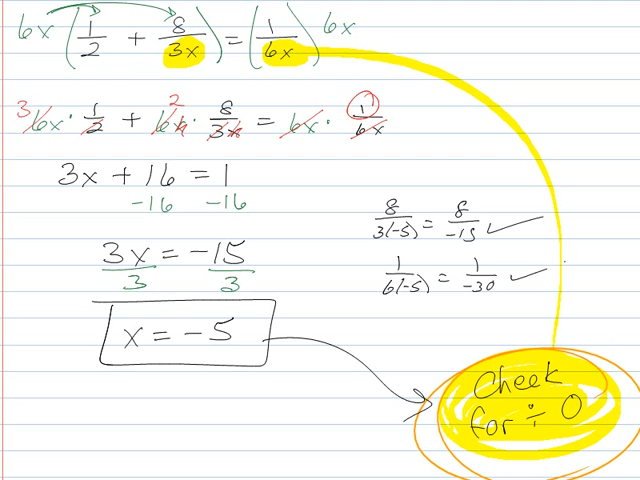 6x ( 1/2 + 8/3x ) = ( 1/6x ) 6x
3 6x · 1/2 + 2 6x · 8/3x = 6x · 1/6x
3x + 16 = 1
-16 -16
3x = -15
3 3
x = -5
8/3(-5) = 8/-15 ✓
1/6(-5) = 1/-30 ✓
Check
for ÷ 0